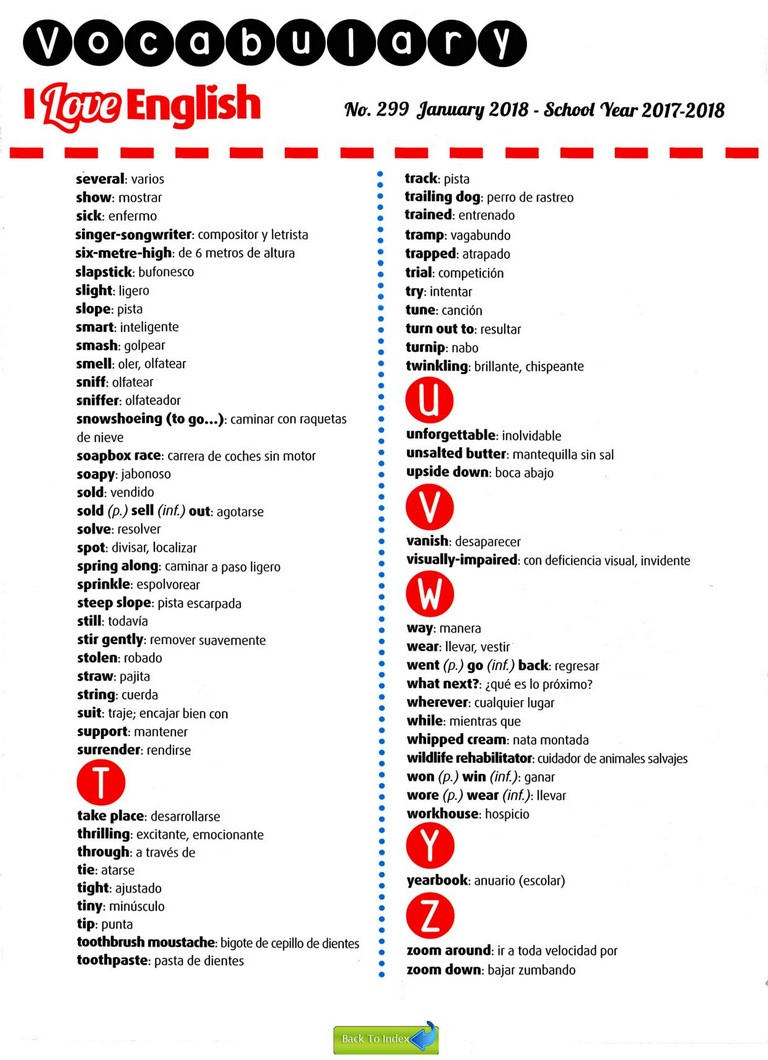 Vocabulary
I Love English
No. 299 January 2018 - School Year 2017-2018
several: varios
show: mostrar
sick: enfermo
singer-songwriter: compositor y letrista
six-metre-high: de 6 metros de altura
slapstick: bufonesco
slight: ligero
slope: pista
smart: inteligente
smash: golpear
smell: oler, olfatear
sniff: olfatear
sniffer: olfateador
snowshoeing (to go...): caminar con raquetas
de nieve
soapbox race: carrera de coches sin motor
soapy: jabonoso
sold: vendido
sold (p.) sell (inf.) out: agotarse
solve: resolver
spot: divisar, localizar
spring along: caminar a paso ligero
sprinkle: espolvorear
steep slope: pista escarpada
still: todavía
stir gently: remover suavemente
stolen: robado
straw: pajita
string: cuerda
suit: traje; encajar bien con
support: mantener
surrender: rendirse
T
take place: desarrollarse
thrilling: excitante, emocionante
through: a través de
tie: atarse
tight: ajustado
tiny: minúsculo
tip: punta
toothbrush moustache: bigote de cepillo de dientes
toothpaste: pasta de dientes
track: pista
trailing dog: perro de rastreo
trained: entrenado
tramp: vagabundo
trapped: atrapado
trial: competición
try: intentar
tune: canción
turn out to: resultar
turnip: nabo
twinkling: brillante, chispeante
U
unforgettable: inolvidable
unsalted butter: mantequilla sin sal
upside down: boca abajo
V
vanish: desaparecer
visually-impaired: con deficiencia visual, invidente
W
way: manera
wear: llevar, vestir
went (p.) go (inf.) back: regresar
what next?: ¿qué es lo próximo?
wherever: cualquier lugar
while: mientras que
whipped cream: nata montada
wildlife rehabilitator: cuidador de animales salvajes
won (p.) win (inf.): ganar
wore (p.) wear (inf.): llevar
workhouse: hospicio
Y
yearbook: anuario (escolar)
Z
zoom around: ir a toda velocidad por
zoom down: bajar zumbando
Back To Index